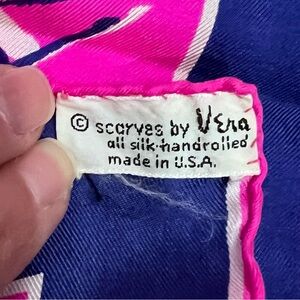 © scarves by Vera
all silk-handrolled
made in U.S.A.